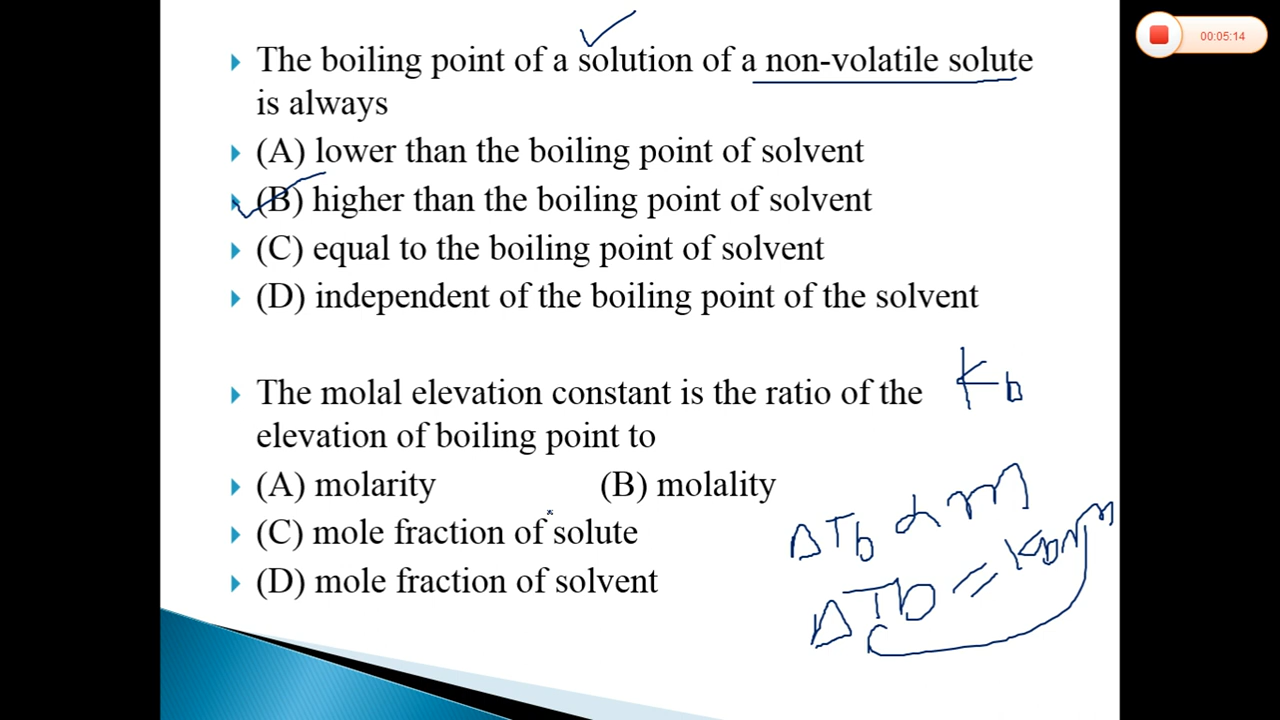 00:05:14
The boiling point of a solution of a non-volatile solute
is always
(A) lower than the boiling point of solvent
(B) higher than the boiling point of solvent
(C) equal to the boiling point of solvent
(D) independent of the boiling point of the solvent
The molal elevation constant is the ratio of the
elevation of boiling point to
Kb
(A) molarity (B) molality
(C) mole fraction of solute
(D) mole fraction of solvent
ΔTb α m
ΔTb =